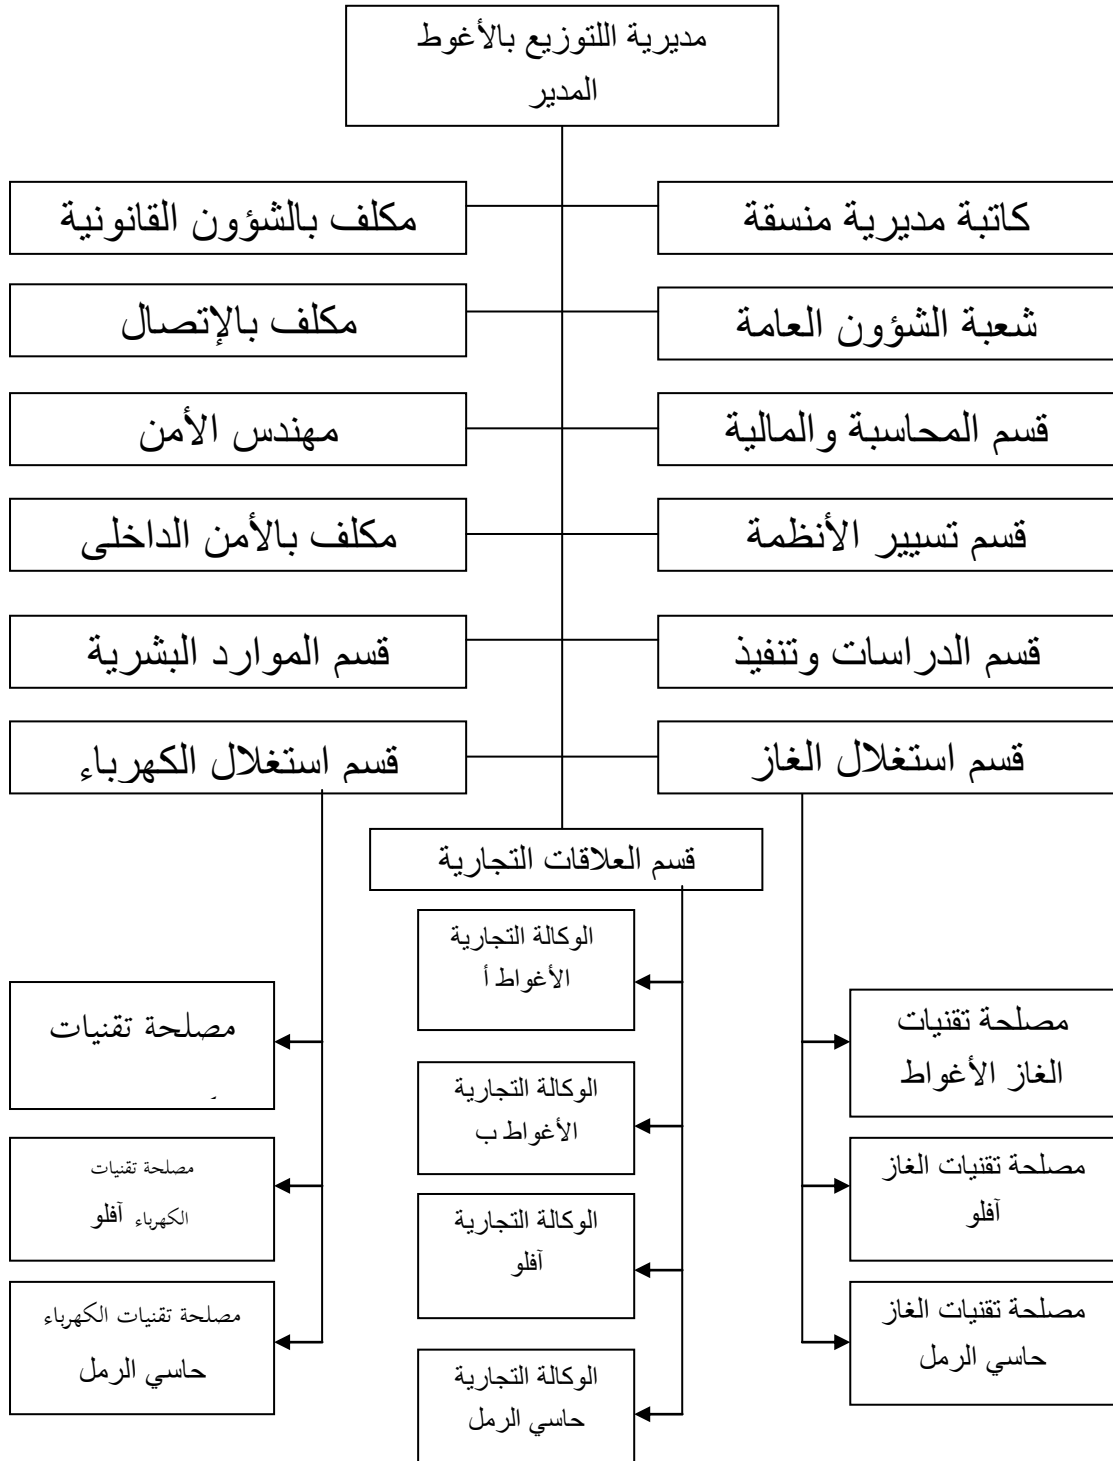 مديرية اللتوزيع بالأغوط
المدير
كاتبة مديرية منسقة
مكلف بالشؤون القانونية
شعبة الشؤون العامة
مكلف بالإتصال
قسم المحاسبة والمالية
مهندس الأمن
قسم تسيير الأنظمة
مكلف بالأمن الداخلى
قسم الدراسات وتنفيذ
قسم الموارد البشرية
قسم استغلال الغاز
قسم استغلال الكهرباء
قسم العلاقات التجارية
مصلحة تقنيات
الغاز الأغواط
مصلحة تقنيات الغاز
آفلو
مصلحة تقنيات الغاز
حاسي الرمل
الوكالة التجارية
الأغواط أ
الوكالة التجارية
الأغواط ب
الوكالة التجارية
آفلو
الوكالة التجارية
حاسي الرمل
مصلحة تقنيات
مصلحة تقنيات
الكهرباء آفلو
مصلحة تقنيات الكهرباء
حاسي الرمل